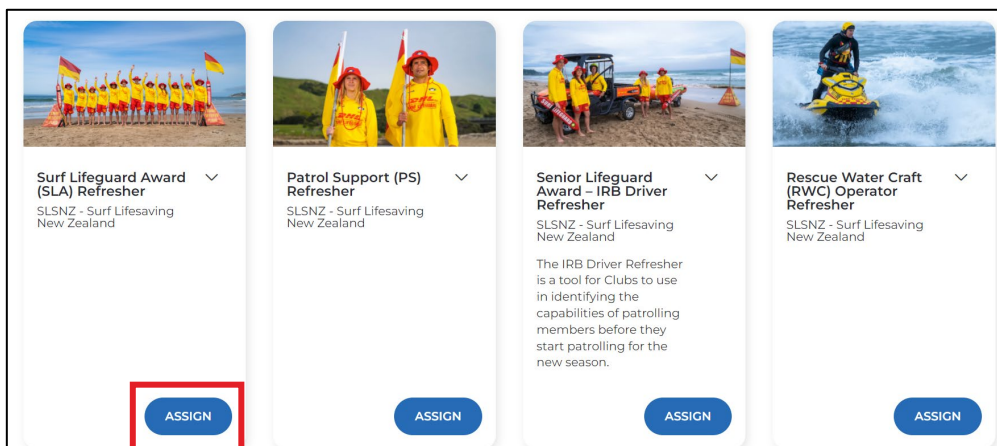 Surf Lifeguard Award
(SLA) Refresher
SLSNZ - Surf Lifesaving
New Zealand
ASSIGN
Patrol Support (PS)
Refresher
SLSNZ - Surf Lifesaving
New Zealand
ASSIGN
Senior Lifeguard
Award – IRB Driver
Refresher
SLSNZ - Surf Lifesaving
New Zealand
The IRB Driver Refresher
is a tool for Clubs to use
in identifying the
capabilities of patrolling
members before they
start patrolling for the
new season.
ASSIGN
Rescue Water Craft
(RWC) Operator
Refresher
SLSNZ - Surf Lifesaving
New Zealand
ASSIGN